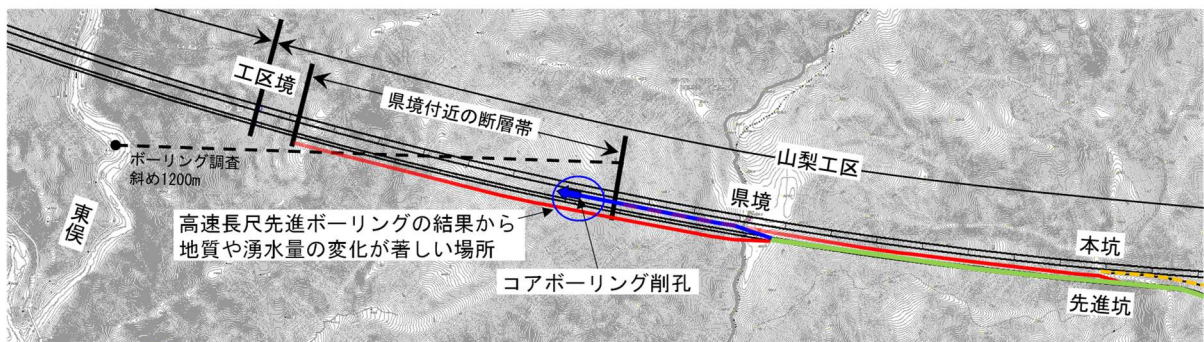 工区境
県境付近の断層帯
山梨工区
ボーリング調査
斜め1200m
県境
東俣
高速長尺先進ボーリングの結果から
地質や湧水量の変化が著しい場所
本坑
コアボーリング削孔
先進坑